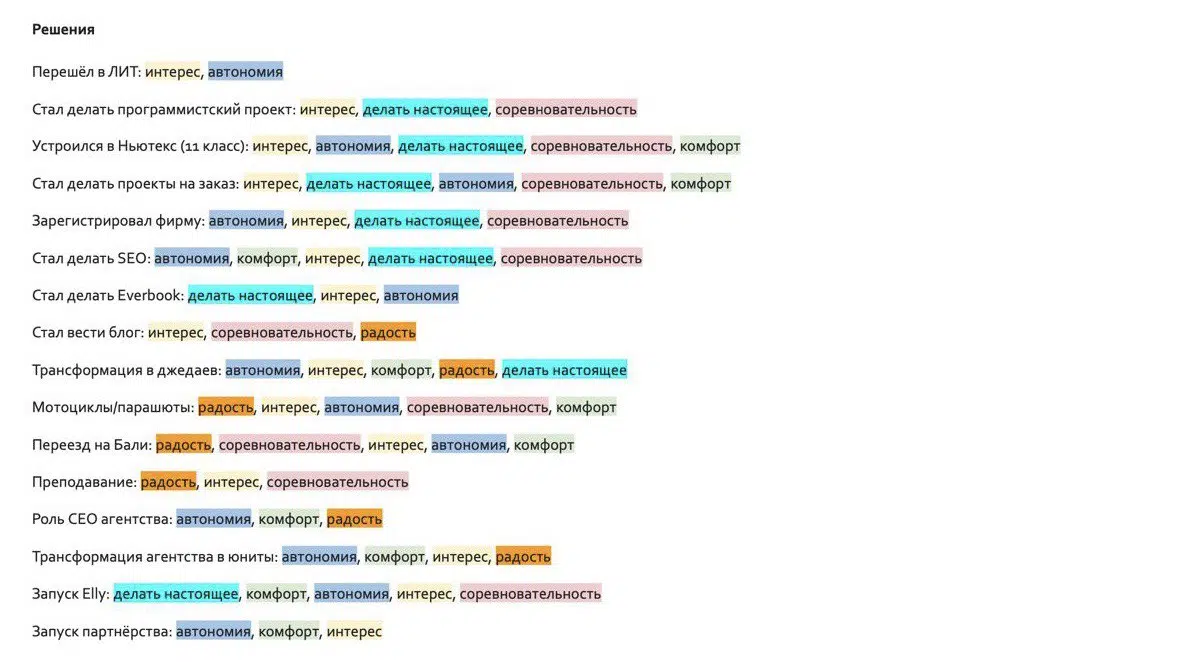 Решения
Перешёл в ЛИТ: интерес, автономия
Стал делать программистский проект: интерес, делать настоящее, соревновательность
Устроился в Ньютекс (11 класс): интерес, автономия, делать настоящее, соревновательность, комфорт
Стал делать проекты на заказ: интерес, делать настоящее, автономия, соревновательность, комфорт
Зарегистрировал фирму: автономия, интерес, делать настоящее, соревновательность
Стал делать SEO: автономия, комфорт, интерес, делать настоящее, соревновательность
Стал делать Everbook: делать настоящее, интерес, автономия
Стал вести блог: интерес, соревновательность, радость
Трансформация в джедаев: автономия, интерес, комфорт, радость, делать настоящее
Мотоциклы/парашюты: радость, интерес, автономия, соревновательность, комфорт
Переезд на Бали: радость, соревновательность, интерес, автономия, комфорт
Преподавание: радость, интерес, соревновательность
Роль CEO агентства: автономия, комфорт, радость
Трансформация агентства в юниты: автономия, комфорт, интерес, радость
Запуск Elly: делать настоящее, комфорт, автономия, интерес, соревновательность
Запуск партнёрства: автономия, комфорт, интерес